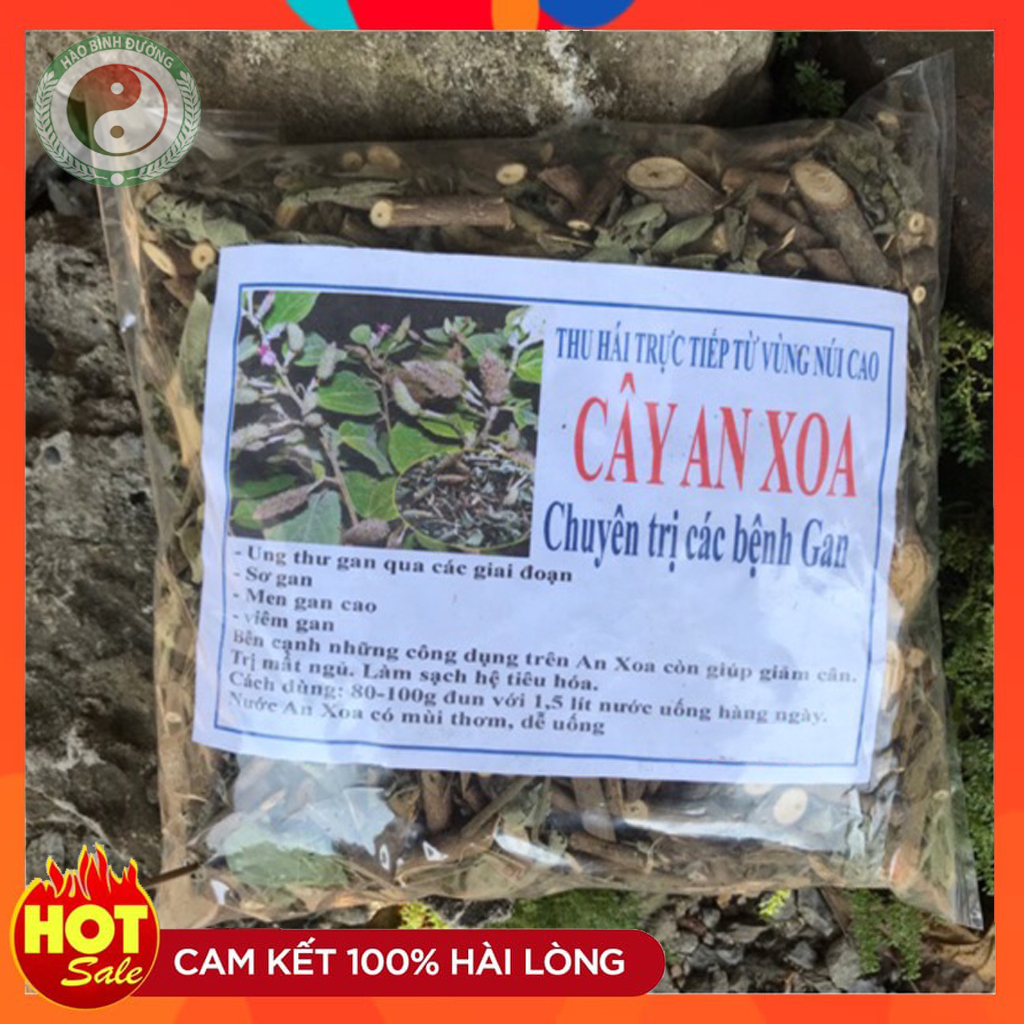 HÀO BÌNH ĐƯỜNG
THU HÁI TRỰC TIẾP TỪ VÙNG NÚI CAO
CÂY AN XOA
Chuyên trị các bệnh Gan
- Ung thư gan qua các giai đoạn
- Sơ gan
- Men gan cao
- viêm gan
Bên cạnh những công dụng trên An Xoa còn giúp giảm cân.
Trị mất ngủ. Làm sạch hệ tiêu hóa.
Cách dùng: 80-100g đun với 1,5 lít nước uống hàng ngày.
Nước An Xoa có mùi thơm, dễ uống
HOT
Sale
CAM KẾT 100% HÀI LÒNG